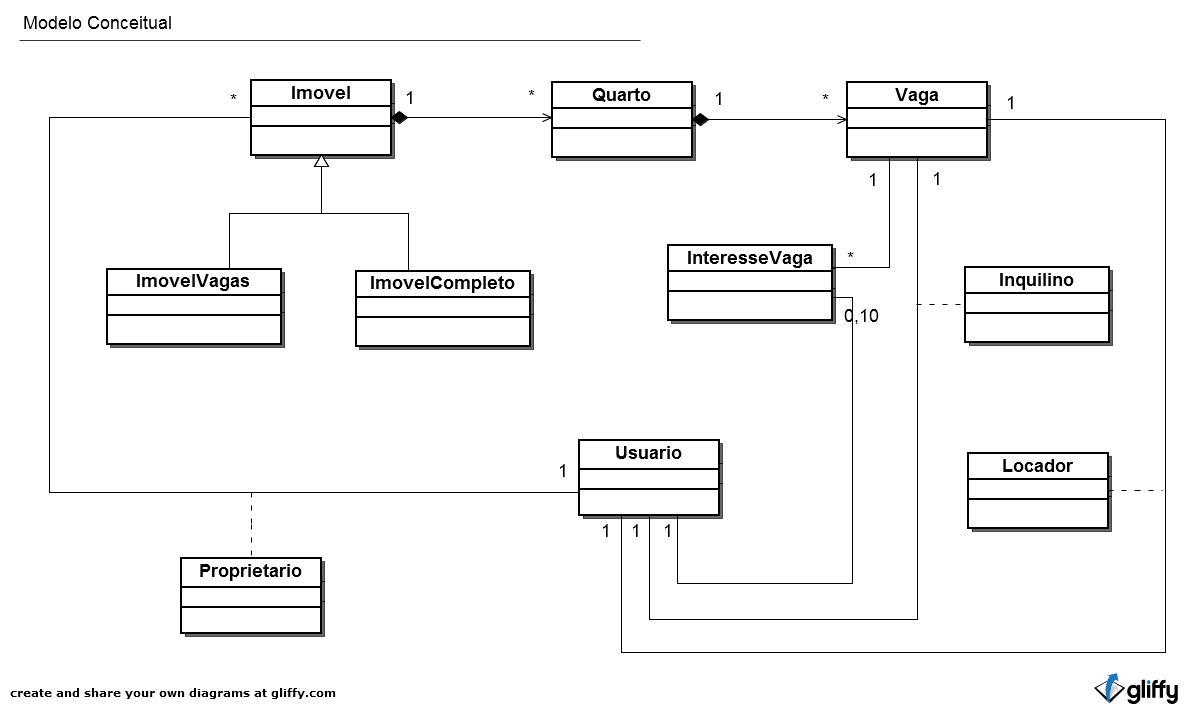 Modelo Conceitual
* Imovel 1
* Quarto 1
* Vaga 1
1 1
ImovelVagas
ImovelCompleto
InteresseVaga *
0,10
Inquilino
Usuario
1
Locador
1 1 1
Proprietario
create and share your own diagrams at gliffy.com
gliffy